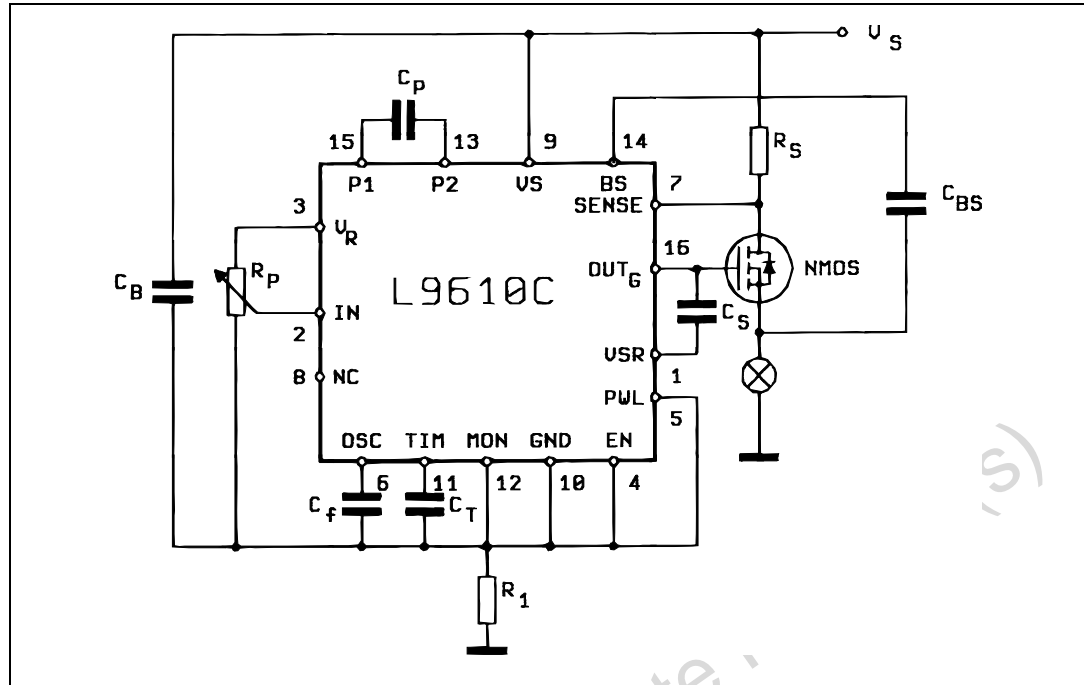 V S
C P
15 13 9 14
P1 P2 VS BS
R S
7
SENSE
C BS
3
V R
16
OUT G
NMOS
C B
R P
L9610C
IN
2
C S
VSR
1
8 NC
PWL
5
OSC TIM MON GND EN
6 11 12 10 4
C f
C T
R 1
s)
te